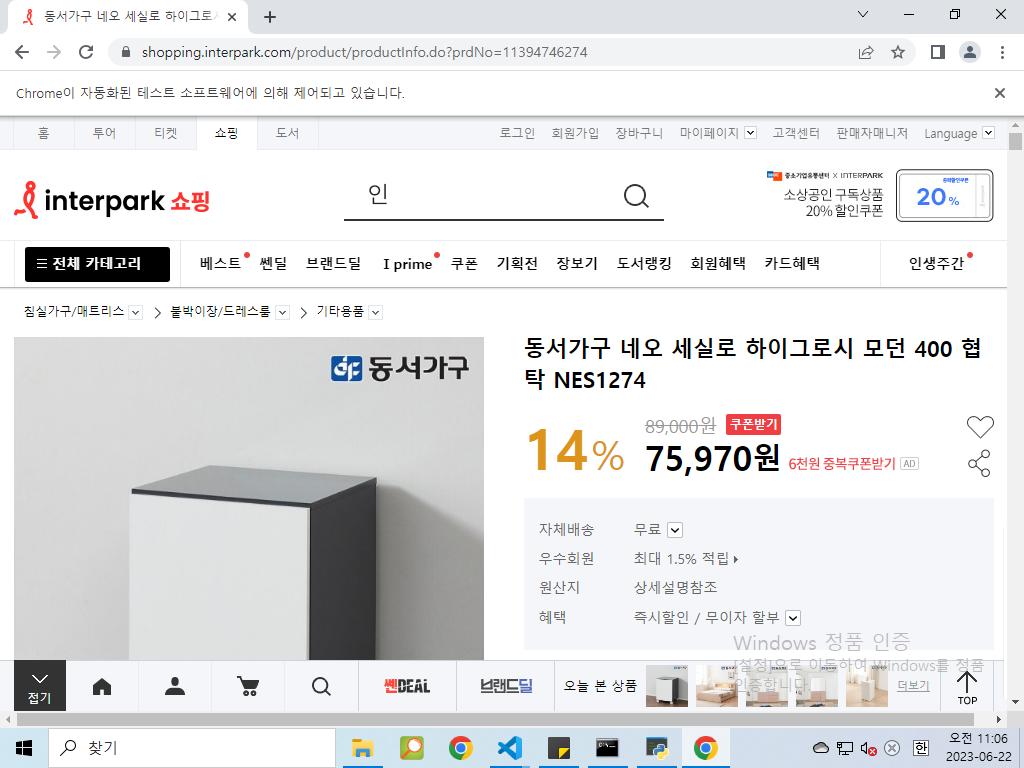 동서가구 네오 세실로 하이그로시
shopping.interpark.com/product/productInfo.do?prdNo=11394746274
Chrome이 자동화된 테스트 소프트웨어에 의해 제어되고 있습니다.
홈 투어 티켓 쇼핑 도서 로그인 회원가입 장바구니 마이페이지 고객센터 판매자매니저 Language
interpark 쇼핑
인
중소기업유통센터 X INTERPARK
소상공인 구독상품
20% 할인쿠폰
20%
전체 카테고리 베스트 쎈딜 브랜드딜 I prime 쿠폰 기획전 장보기 도서랭킹 회원혜택 카드혜택 인생주간
침실가구/매트리스 > 붙박이장/드레스룸 > 기타용품
동서가구
동서가구 네오 세실로 하이그로시 모던 400 협
탁 NES1274
14%
89,000원 쿠폰받기
75,970원 6천원 중복쿠폰받기 AD
자체배송 무료
우수회원 최대 1.5% 적립
원산지 상세설명참조
혜택 즉시할인 / 무이자 할부
Windows 정품 인증
[설정]으로 이동하여 Windows를 정품
인증합니다.
접기
쎈DEAL
브랜드딜
오늘 본 상품
더보기
TOP
찾기
한
오전 11:06
2023-06-22